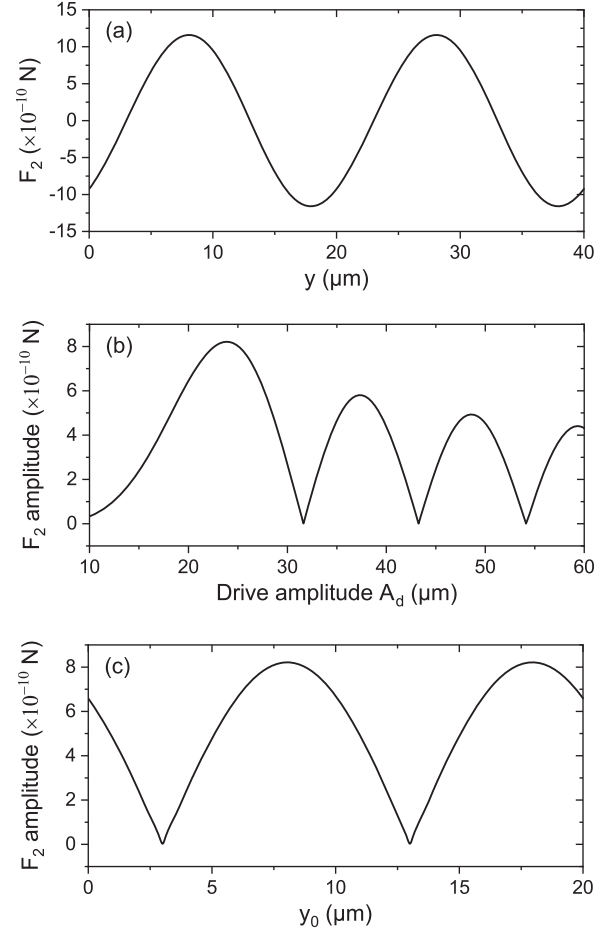 (a)
15
10
5
0
-5
-10
-15
F₂ (×10⁻¹⁰ N)
0 10 20 30 40
y (µm)
(b)
8
6
4
2
0
F₂ amplitude (×10⁻¹⁰ N)
10 20 30 40 50 60
Drive amplitude A_d (µm)
(c)
8
6
4
2
0
F₂ amplitude (×10⁻¹⁰ N)
0 5 10 15 20
y₀ (µm)